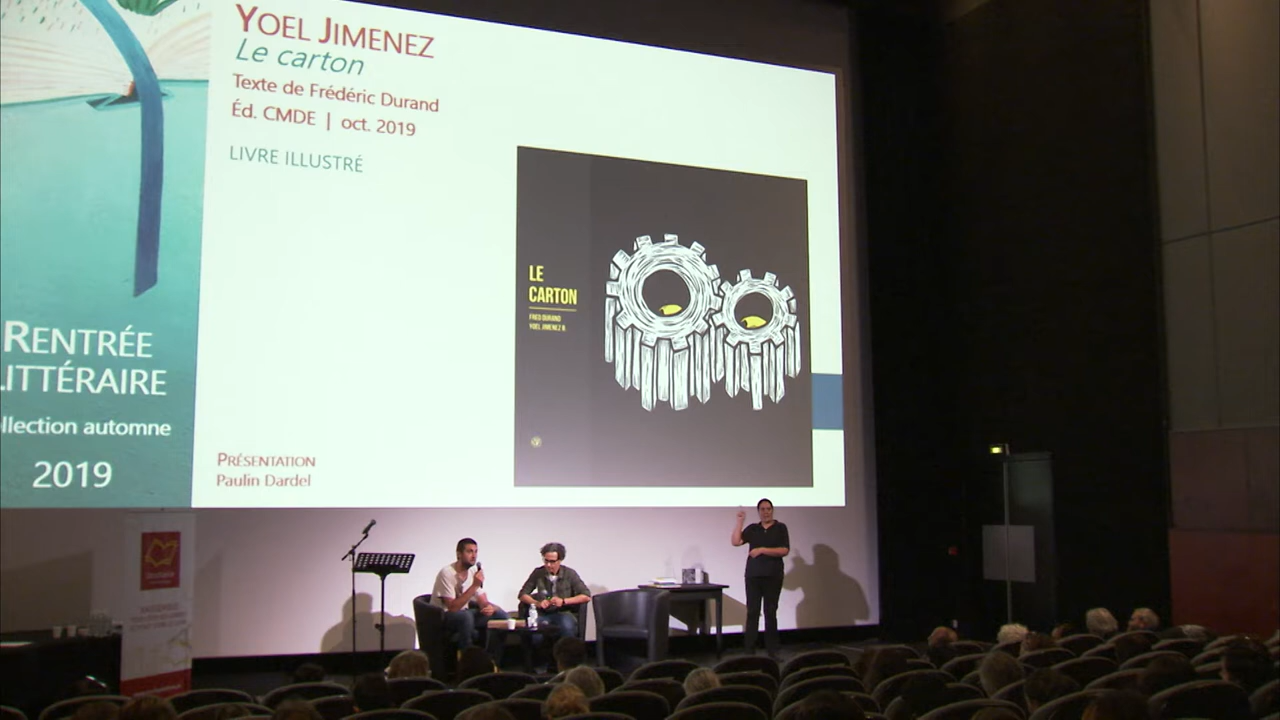 YOEL JIMENEZ
Le carton
Texte de Frédéric Durand
Éd. CMDE | oct. 2019
LIVRE ILLUSTRÉ
LE
CARTON
FRED DURAND
YOEL JIMENEZ N.
RENTRÉE
LITTÉRAIRE
llection automne
2019
PRÉSENTATION
Paulin Dardel